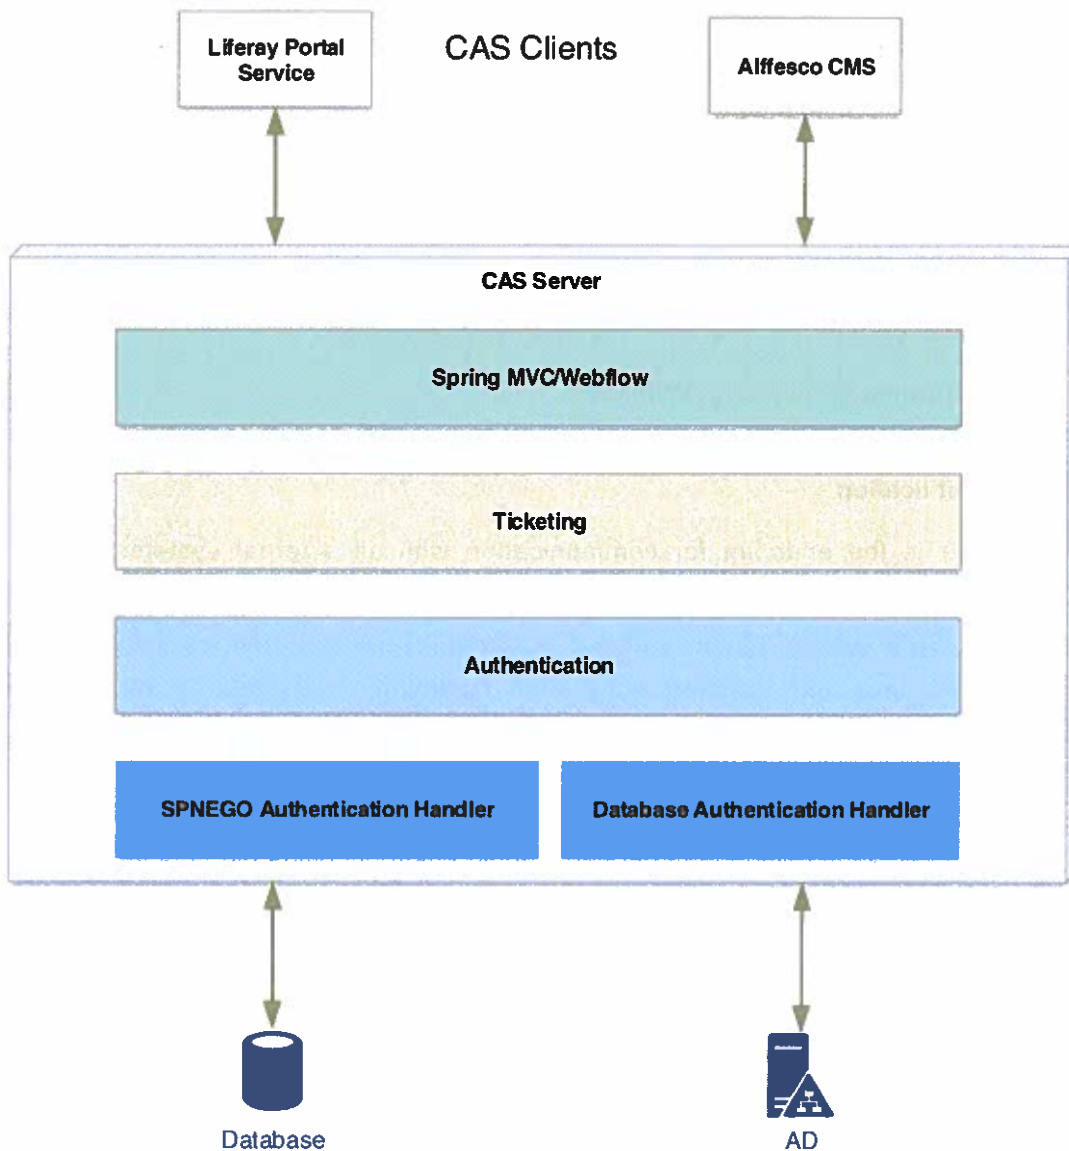 Liferay Portal
Service
CAS Clients
Alffesco CMS
CAS Server
Spring MVC/Webflow
Ticketing
Authentication
SPNEGO Authentication Handler
Database Authentication Handler
Database
AD